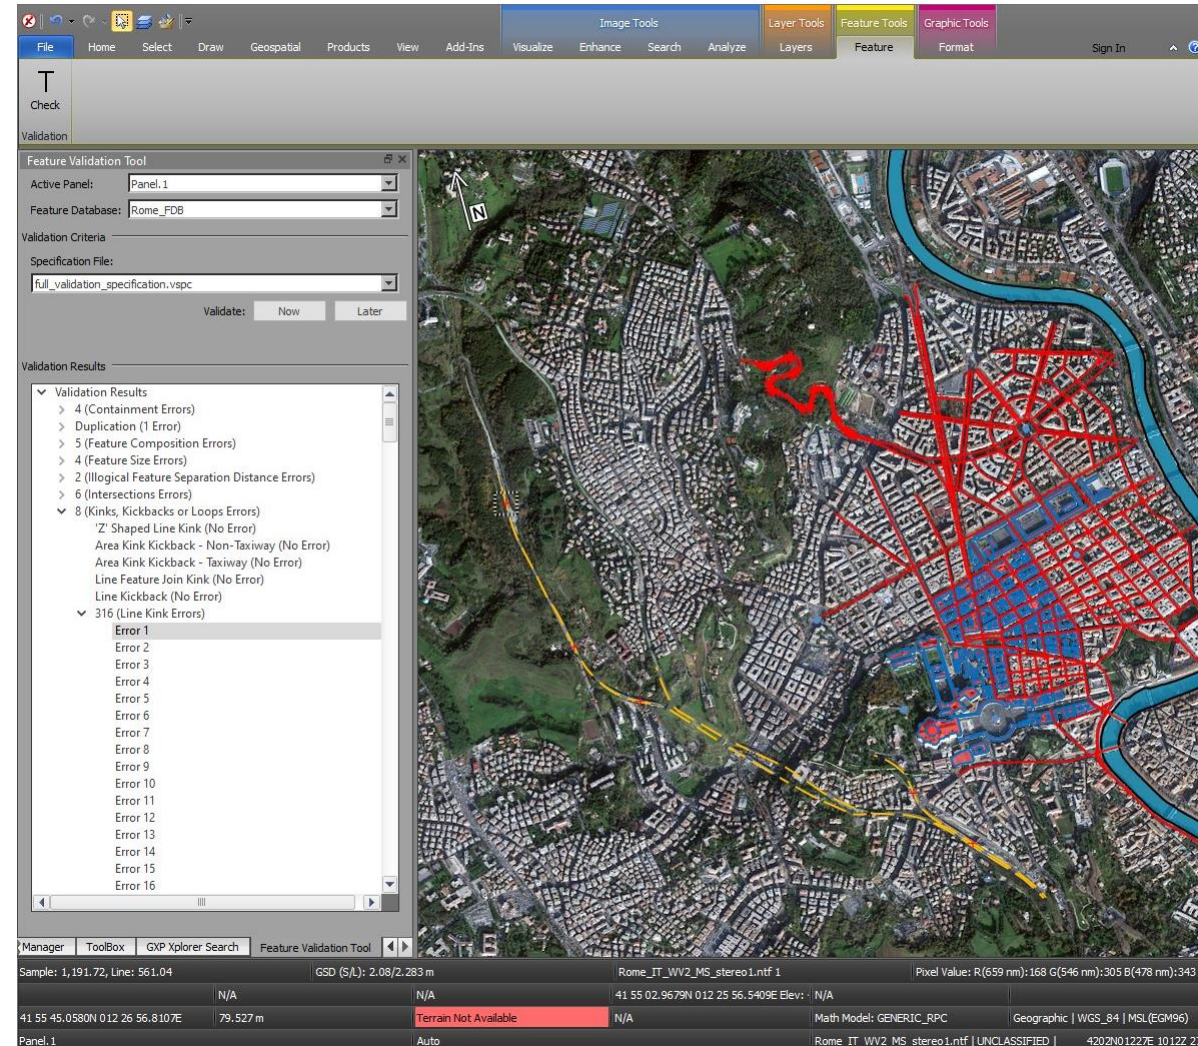 Image Tools Layer Tools Feature Tools Graphic Tools
File Home Select Draw Geospatial Products View Add-Ins Visualize Enhance Search Analyze Layers Feature Format Sign In
T
Check
Validation
Feature Validation Tool
Active Panel: Panel.1
Feature Database: Rome_FDB
Validation Criteria
Specification File:
full_validation_specification.vspc
Validate: Now Later
Validation Results
Validation Results
4 (Containment Errors)
Duplication (1 Error)
5 (Feature Composition Errors)
4 (Feature Size Errors)
2 (Illogical Feature Separation Distance Errors)
6 (Intersections Errors)
8 (Kinks, Kickbacks or Loops Errors)
'Z' Shaped Line Kink (No Error)
Area Kink Kickback - Non-Taxiway (No Error)
Area Kink Kickback - Taxiway (No Error)
Line Feature Join Kink (No Error)
Line Kickback (No Error)
316 (Line Kink Errors)
Error 1
Error 2
Error 3
Error 4
Error 5
Error 6
Error 7
Error 8
Error 9
Error 10
Error 11
Error 12
Error 13
Error 14
Error 15
Error 16
N
Manager ToolBox GXP Xplorer Search Feature Validation Tool
Sample: 1,191.72, Line: 561.04 GSD (S/L): 2.08/2.283 m Rome_IT_WV2_MS_stereo1.ntf 1 Pixel Value: R(659 nm):168 G(546 nm):305 B(478 nm):343
N/A N/A 41 55 02.9679N 012 25 56.5409E Elev: - N/A
41 55 45.0580N 012 26 56.8107E 79.527 m Terrain Not Available N/A Math Model: GENERIC_RPC Geographic | WGS_84 | MSL(EGM96)
Panel.1 Auto Rome_IT_WV2_MS_stereo1.ntf | UNCLASSIFIED | 4202N01227E 1012Z 2